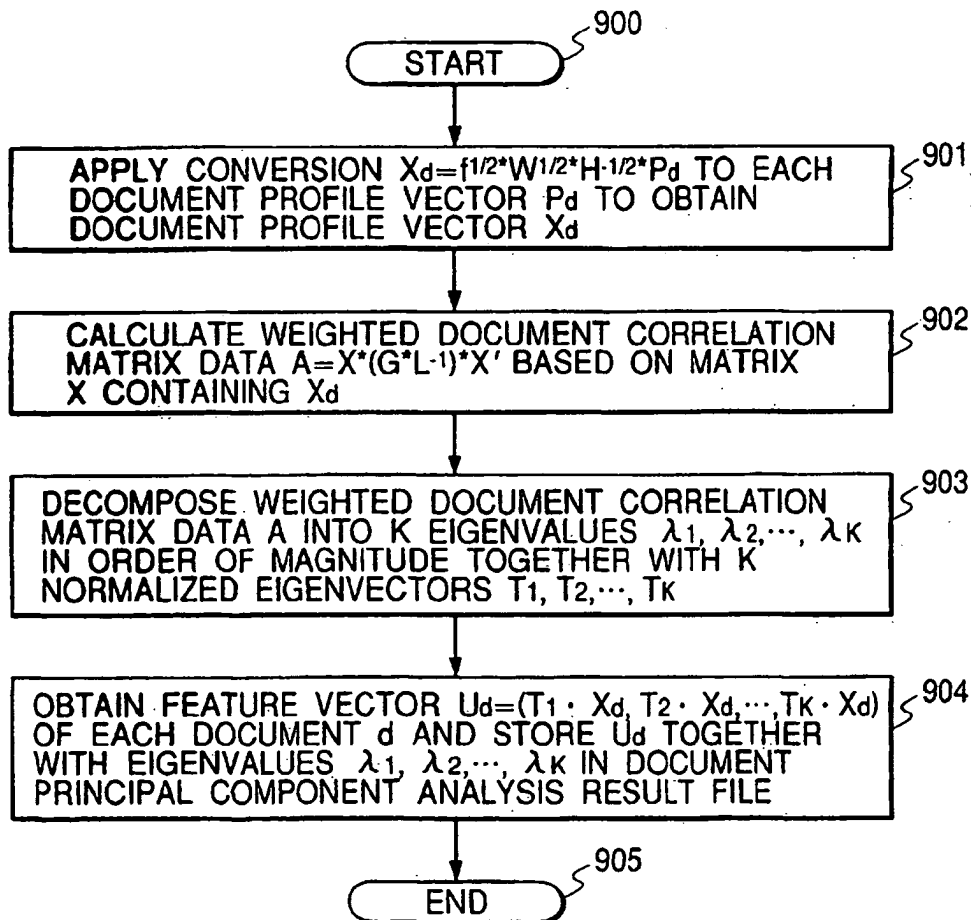 900
START
APPLY CONVERSION Xd=f1/2*W1/2*H-1/2*Pd TO EACH
DOCUMENT PROFILE VECTOR Pd TO OBTAIN
DOCUMENT PROFILE VECTOR Xd
901
CALCULATE WEIGHTED DOCUMENT CORRELATION
MATRIX DATA A=X*(G*L-1)*X' BASED ON MATRIX
X CONTAINING Xd
902
DECOMPOSE WEIGHTED DOCUMENT CORRELATION
MATRIX DATA A INTO K EIGENVALUES λ1, λ2,···, λK
IN ORDER OF MAGNITUDE TOGETHER WITH K
NORMALIZED EIGENVECTORS T1, T2,···, TK
903
OBTAIN FEATURE VECTOR Ud=(T1·Xd, T2·Xd,···,TK·Xd)
OF EACH DOCUMENT d AND STORE Ud TOGETHER
WITH EIGENVALUES λ1, λ2,···, λK IN DOCUMENT
PRINCIPAL COMPONENT ANALYSIS RESULT FILE
904
905
END